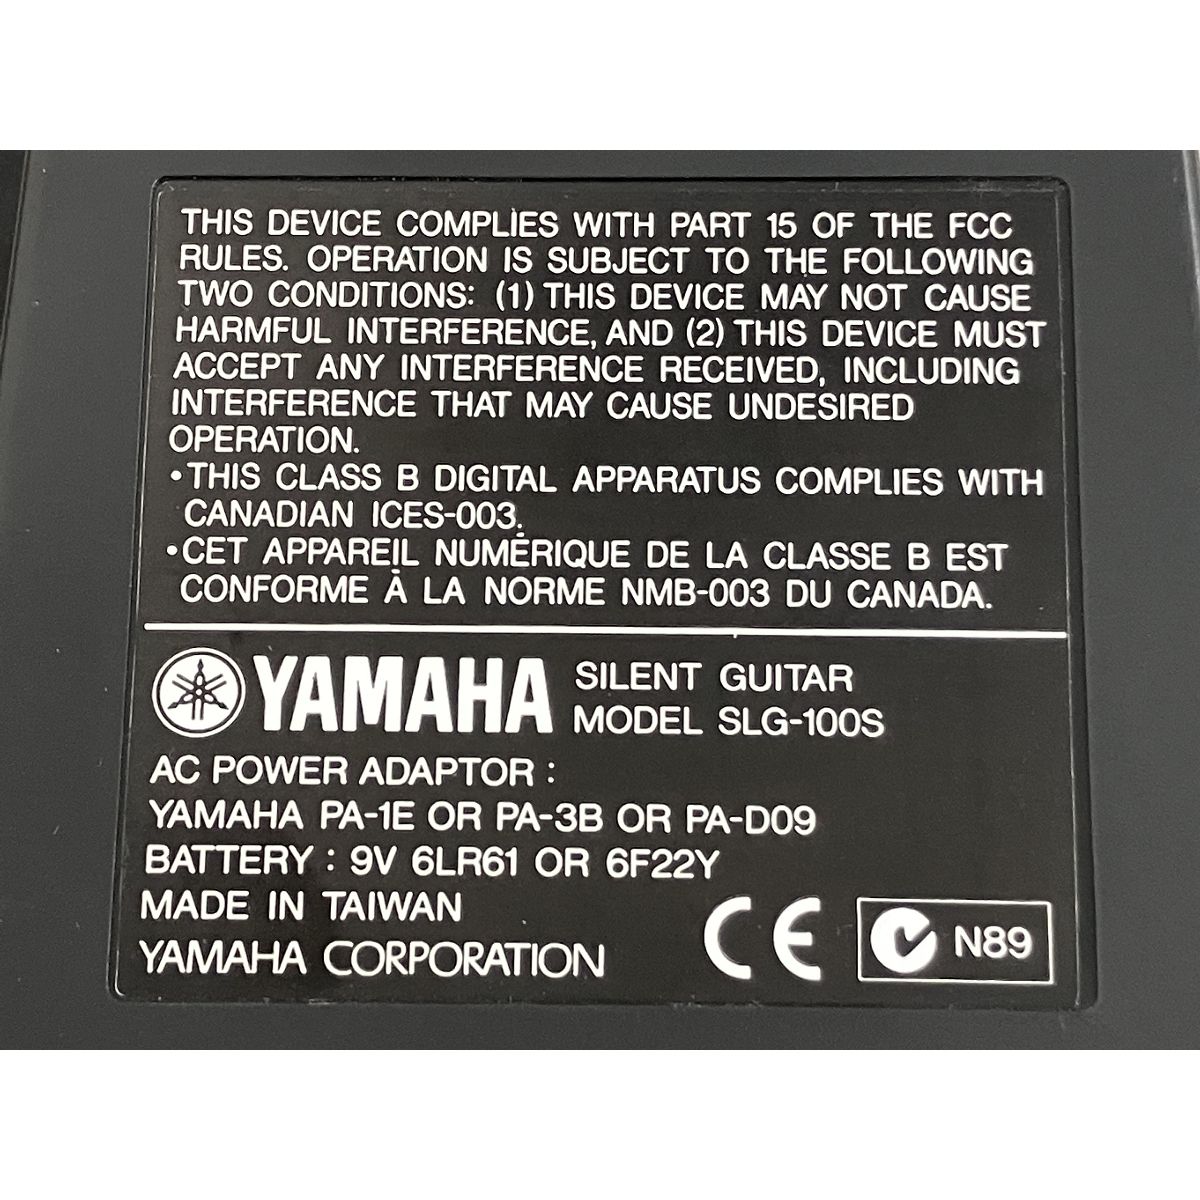 THIS DEVICE COMPLIES WITH PART 15 OF THE FCC
RULES. OPERATION IS SUBJECT TO THE FOLLOWING
TWO CONDITIONS: (1) THIS DEVICE MAY NOT CAUSE
HARMFUL INTERFERENCE, AND (2) THIS DEVICE MUST
ACCEPT ANY INTERFERENCE RECEIVED, INCLUDING
INTERFERENCE THAT MAY CAUSE UNDESIRED
OPERATION.
•THIS CLASS B DIGITAL APPARATUS COMPLIES WITH
CANADIAN ICES-003.
•CET APPAREIL NUMÉRIQUE DE LA CLASSE B EST
CONFORME À LA NORME NMB-003 DU CANADA.
YAMAHA SILENT GUITAR
MODEL SLG-100S
AC POWER ADAPTOR :
YAMAHA PA-1E OR PA-3B OR PA-D09
BATTERY : 9V 6LR61 OR 6F22Y
MADE IN TAIWAN
YAMAHA CORPORATION
CE
N89